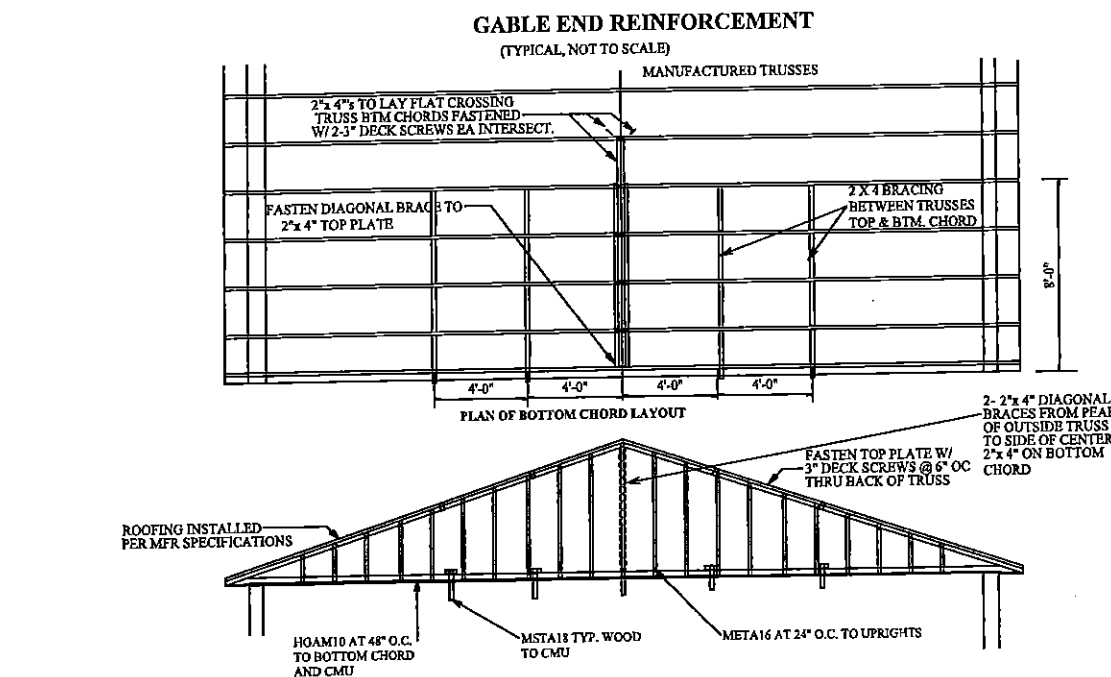 GABLE END REINFORCEMENT
(TYPICAL, NOT TO SCALE)
MANUFACTURED TRUSSES
2"x 4"'s TO LAY FLAT CROSSING
TRUSS BTM CHORDS FASTENED
W/ 2-3" DECK SCREWS EA INTERSECT.
FASTEN DIAGONAL BRACE TO
2"x 4" TOP PLATE
2 X 4 BRACING
BETWEEN TRUSSES
TOP & BTM. CHORD
8'-0"
4'-0" 4'-0" 4'-0" 4'-0"
PLAN OF BOTTOM CHORD LAYOUT
2- 2"x 4" DIAGONAL
BRACES FROM PEAK
OF OUTSIDE TRUSS
TO SIDE OF CENTER
2"x 4" ON BOTTOM
CHORD
FASTEN TOP PLATE W/
3" DECK SCREWS @ 6" OC
THRU BACK OF TRUSS
ROOFING INSTALLED
PER MFR SPECIFICATIONS
HGAM10 AT 48" O.C.
TO BOTTOM CHORD
AND CMU
MSTA18 TYP. WOOD
TO CMU
META16 AT 24" O.C. TO UPRIGHTS